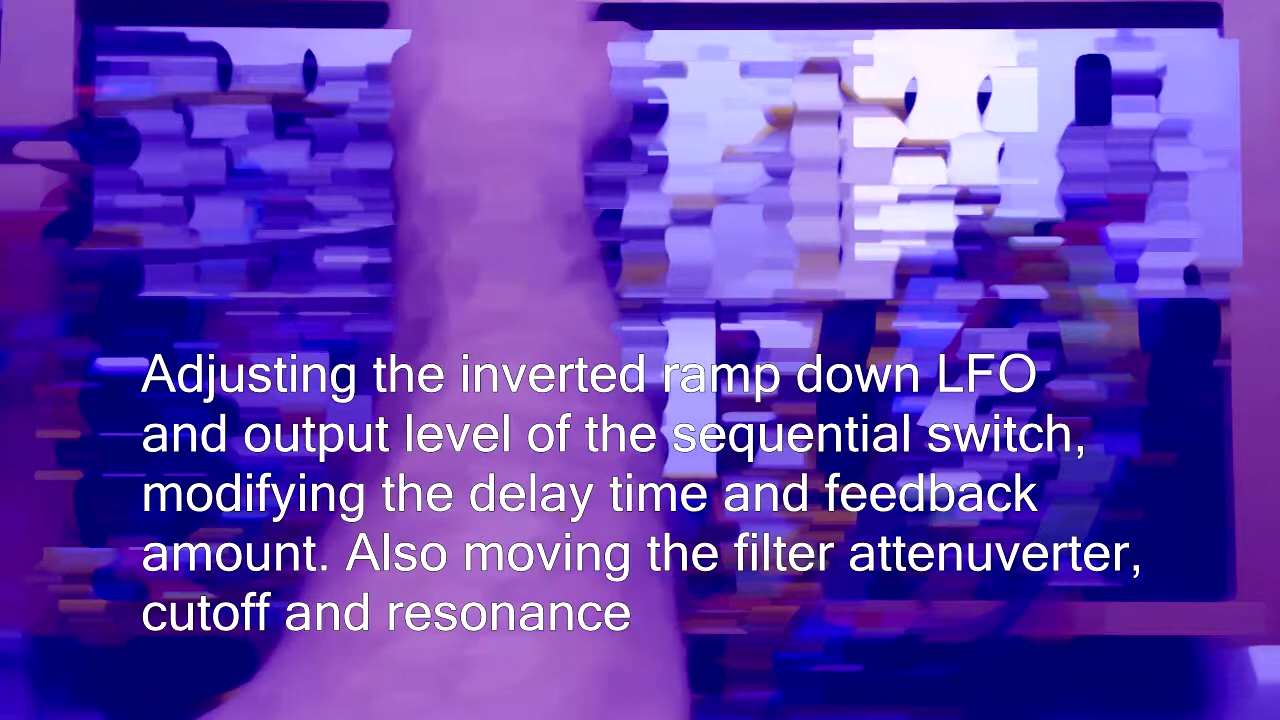 Adjusting the inverted ramp down LFO
and output level of the sequential switch,
modifying the delay time and feedback
amount. Also moving the filter attenuverter,
cutoff and resonance